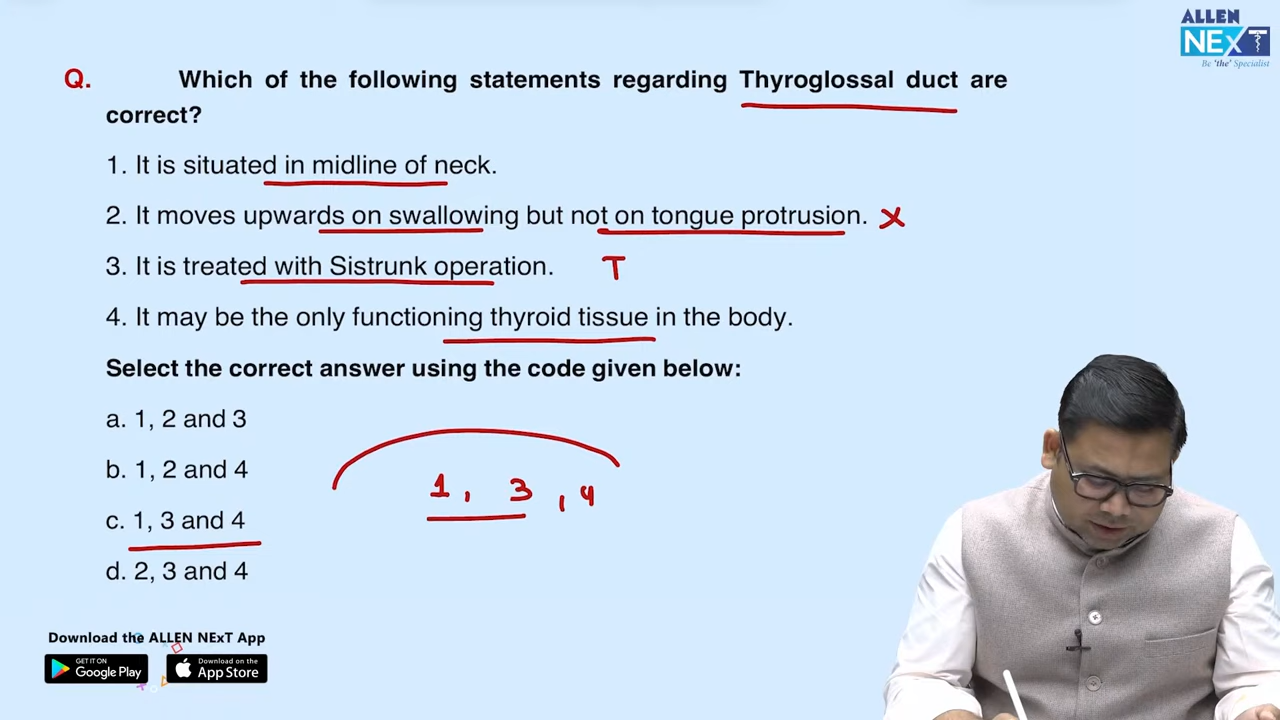 ALLEN
NEXT
Be 'the' Specialist
Q. Which of the following statements regarding Thyroglossal duct are
correct?
1. It is situated in midline of neck.
2. It moves upwards on swallowing but not on tongue protrusion. X
3. It is treated with Sistrunk operation. T
4. It may be the only functioning thyroid tissue in the body.
Select the correct answer using the code given below:
a. 1, 2 and 3
b. 1, 2 and 4
1, 3, 4
c. 1, 3 and 4
d. 2, 3 and 4
Download the ALLEN NExT App
GET IT ON
Google Play
Download on the
App Store